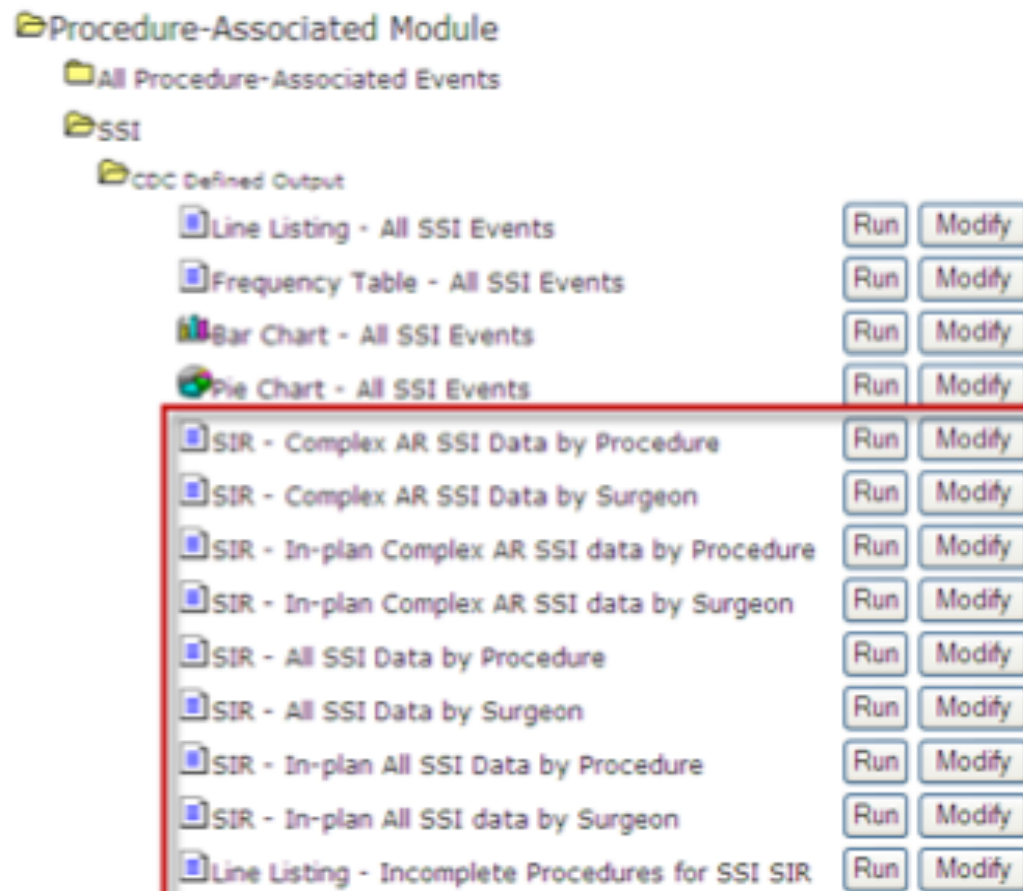 Procedure-Associated Module
All Procedure-Associated Events
SSI
CDC Defined Output
Line Listing - All SSI Events Run Modify
Frequency Table - All SSI Events Run Modify
Bar Chart - All SSI Events Run Modify
Pie Chart - All SSI Events Run Modify
SIR - Complex AR SSI Data by Procedure Run Modify
SIR - Complex AR SSI Data by Surgeon Run Modify
SIR - In-plan Complex AR SSI data by Procedure Run Modify
SIR - In-plan Complex AR SSI data by Surgeon Run Modify
SIR - All SSI Data by Procedure Run Modify
SIR - All SSI Data by Surgeon Run Modify
SIR - In-plan All SSI Data by Procedure Run Modify
SIR - In-plan All SSI data by Surgeon Run Modify
Line Listing - Incomplete Procedures for SSI SIR Run Modify